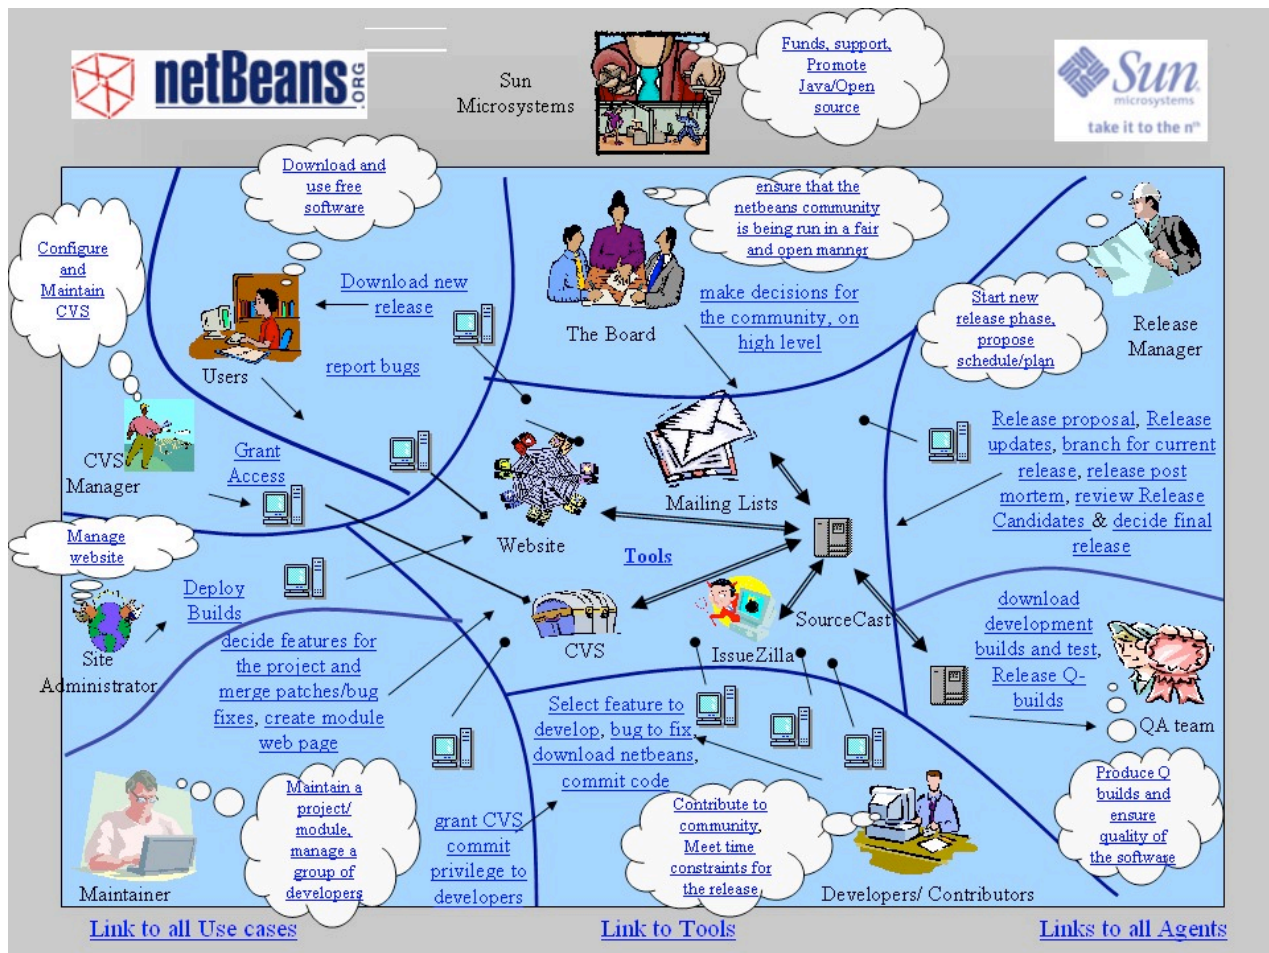 netBeans.ORG
Sun
Microsystems
Funds, support,
Promote
Java/Open
source
Sun
microsystems
take it to the nth
Download and
use free
software
ensure that the
netbeans community
is being run in a fair
and open manner
Configure
and
Maintain
CVS
Download new
release
make decisions for
the community, on
high level
Start new
release phase,
propose
schedule/plan
The Board
Release
Manager
Users
report bugs
Release proposal, Release
updates, branch for current
release, release post
mortem, review Release
Candidates & decide final
release
CVS
Manager
Grant
Access
Mailing Lists
Manage
website
Website
Tools
Deploy
Builds
download
development
builds and test,
Release Q-
builds
SourceCast
CVS
IssueZilla
Site
Administrator
decide features for
the project and
merge patches/bug
fixes, create module
web page
Select feature to
develop, bug to fix,
download netbeans,
commit code
QA team
Maintain a
project/
module,
manage a
group of
developers
grant CVS
commit
privilege to
developers
Contribute to
community,
Meet time
constraints for
the release
Produce Q
builds and
ensure
quality of
the software
Maintainer
Developers/ Contributors
Link to all Use cases
Link to Tools
Links to all Agents